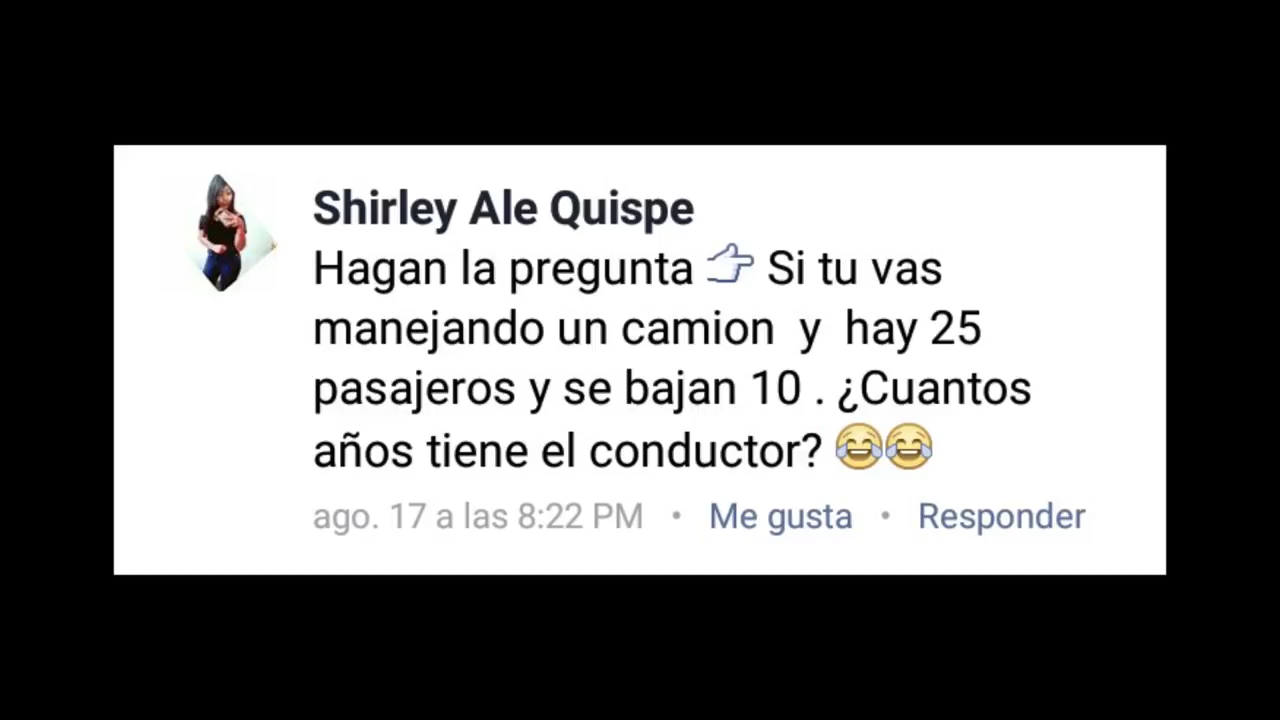 Shirley Ale Quispe
Hagan la pregunta 👉 Si tu vas
manejando un camion y hay 25
pasajeros y se bajan 10 . ¿Cuantos
años tiene el conductor? 😂😂
ago. 17 a las 8:22 PM • Me gusta • Responder